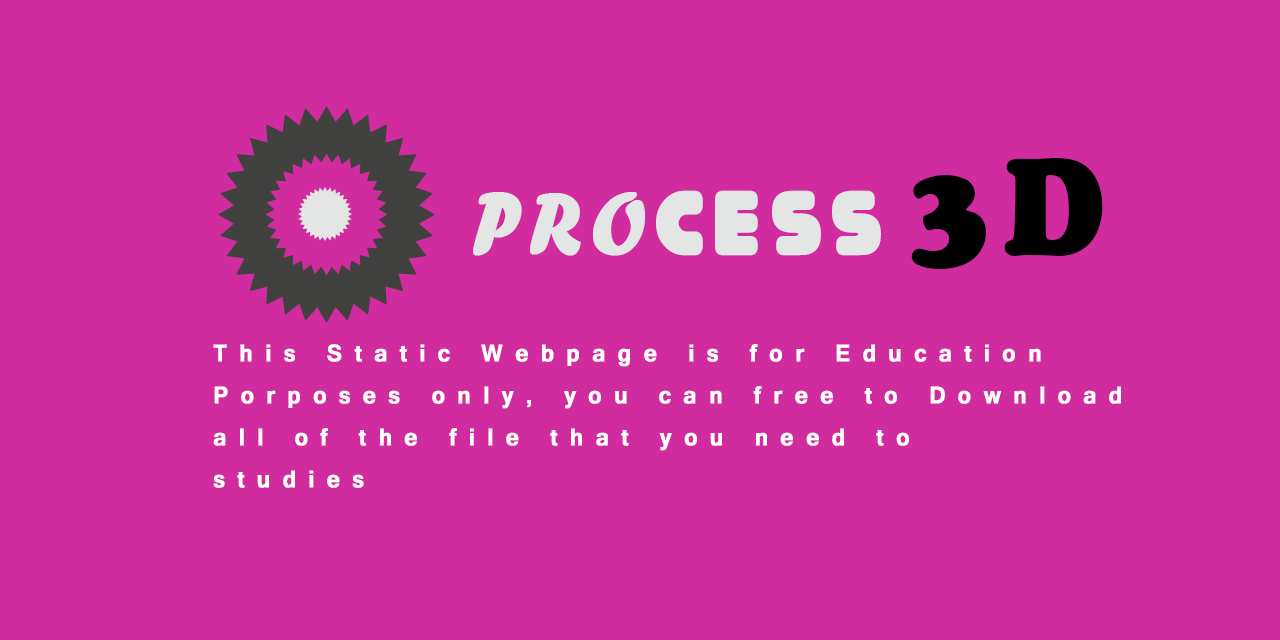 PROCESS 3D
This Static Webpage is for Education
Porposes only, you can free to Download
all of the file that you need to
studies